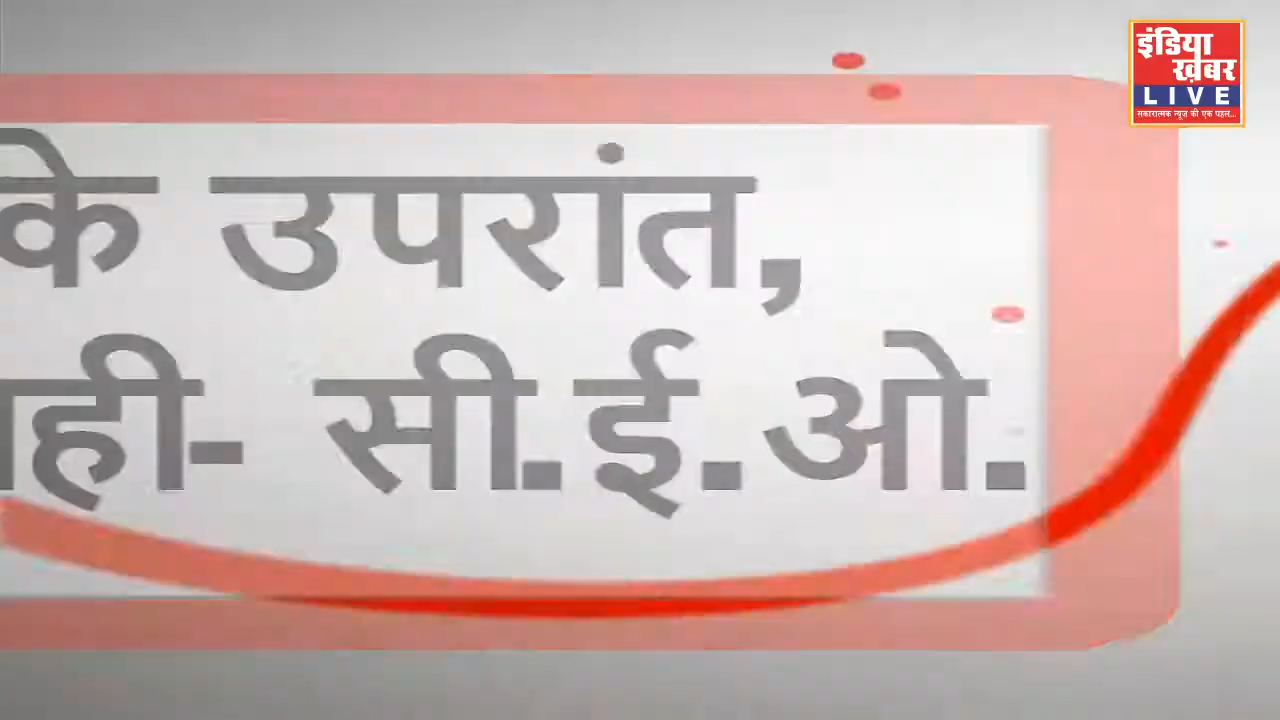 इंडिया
ख़बर
LIVE
सकारात्मक न्यूज़ की एक पहल...
के उपरांत,
ही- सी.ई.ओ.